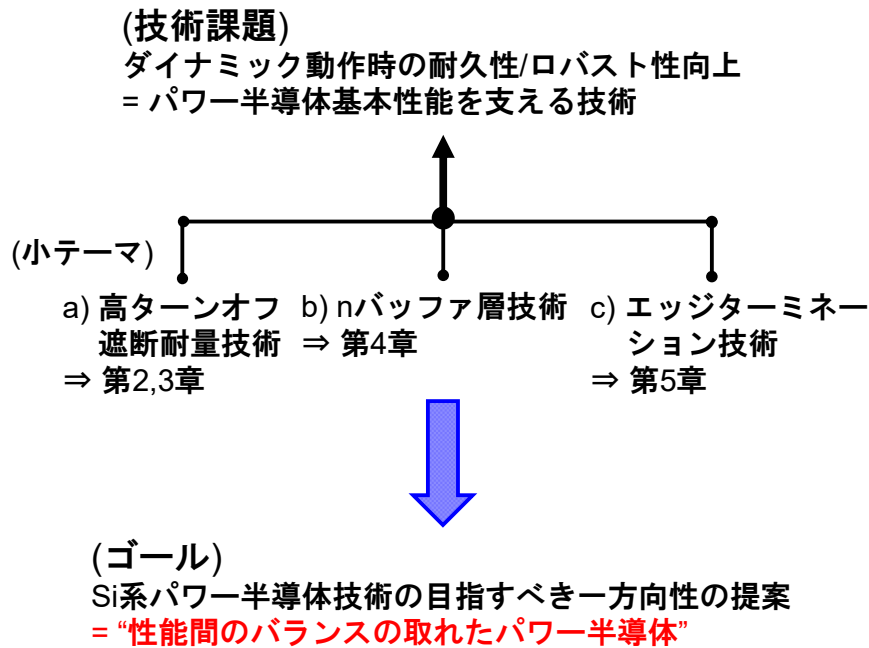 (技術課題)
ダイナミック動作時の耐久性/ロバスト性向上
= パワー半導体基本性能を支える技術
(小テーマ)
a) 高ターンオフ
遮断耐量技術
⇒ 第2,3章
b) nバッファ層技術
⇒ 第4章
c) エッジターミネー
ション技術
⇒ 第5章
(ゴール)
Si系パワー半導体技術の目指すべき一方向性の提案
= “性能間のバランスの取れたパワー半導体”